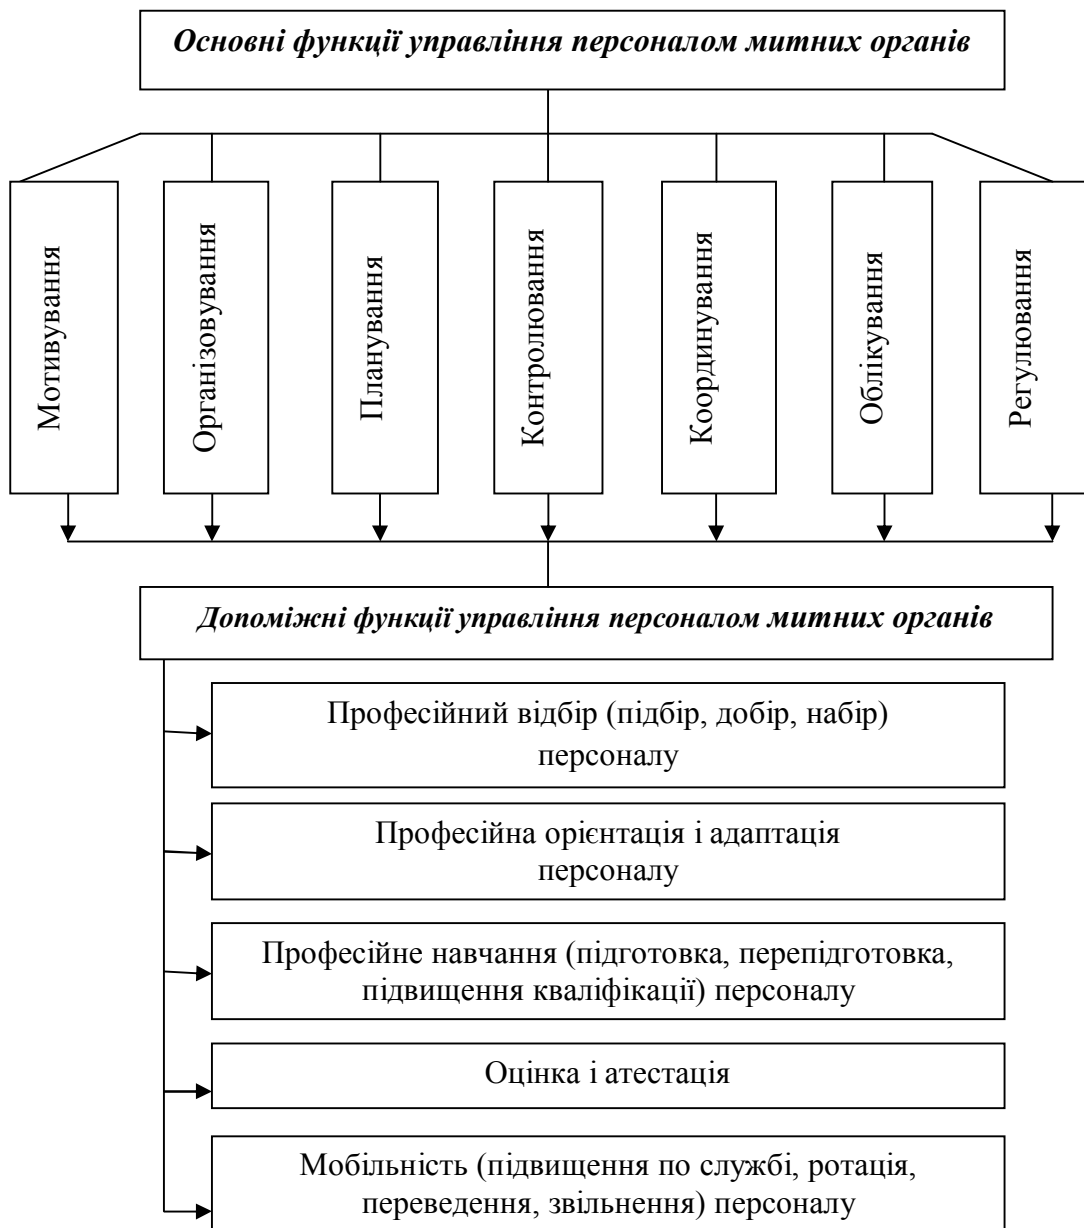 Основні функції управління персоналом митних органів
Мотивування
Організовування
Планування
Контролювання
Координування
Облікування
Регулювання
Допоміжні функції управління персоналом митних органів
Професійний відбір (підбір, добір, набір)
персоналу
Професійна орієнтація і адаптація
персоналу
Професійне навчання (підготовка, перепідготовка,
підвищення кваліфікації) персоналу
Оцінка і атестація
Мобільність (підвищення по службі, ротація,
переведення, звільнення) персоналу